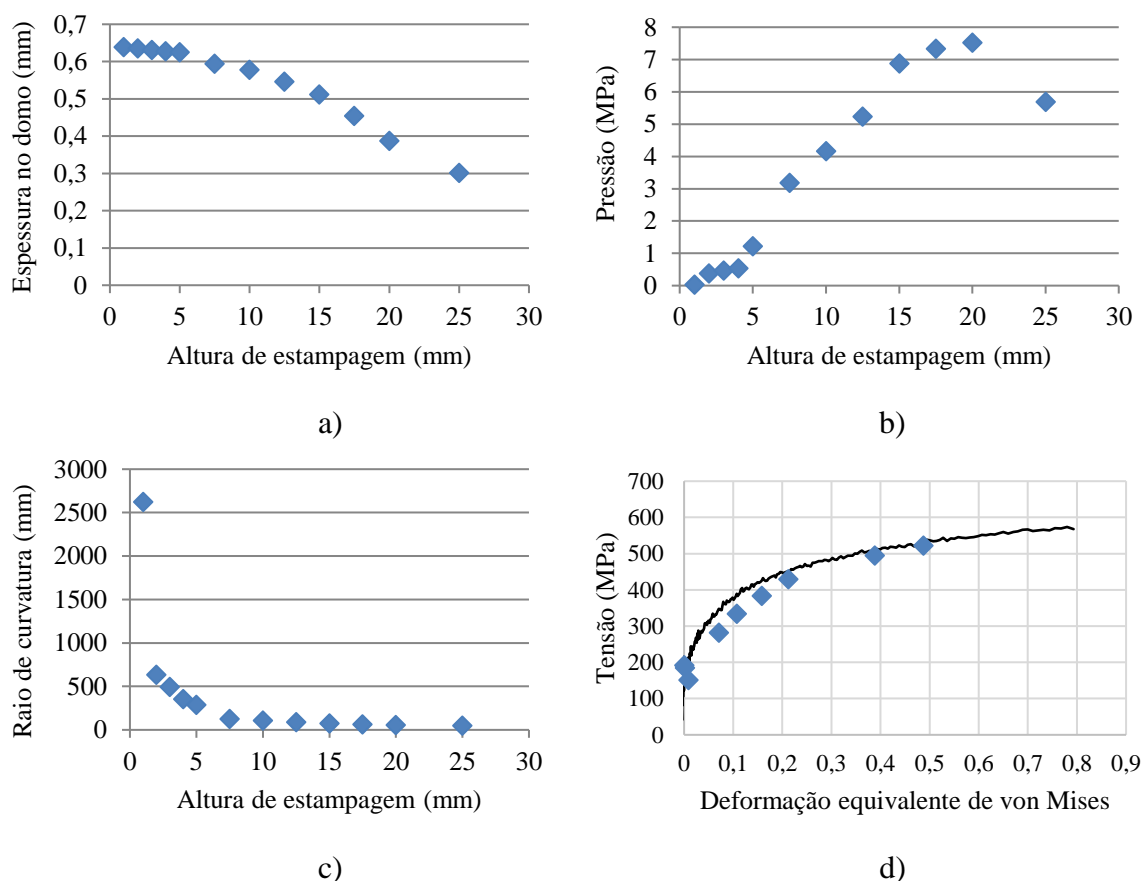 Espessura no domo (mm)
0,7
0,6
0,5
0,4
0,3
0,2
0,1
0
0 5 10 15 20 25 30
Altura de estampagem (mm)
a)
Pressão (MPa)
8
7
6
5
4
3
2
1
0
0 5 10 15 20 25 30
Altura de estampagem (mm)
b)
Raio de curvatura (mm)
3000
2500
2000
1500
1000
500
0
0 5 10 15 20 25 30
Altura de estampagem (mm)
c)
Tensão (MPa)
700
600
500
400
300
200
100
0
0 0,1 0,2 0,3 0,4 0,5 0,6 0,7 0,8 0,9
Deformação equivalente de von Mises
d)